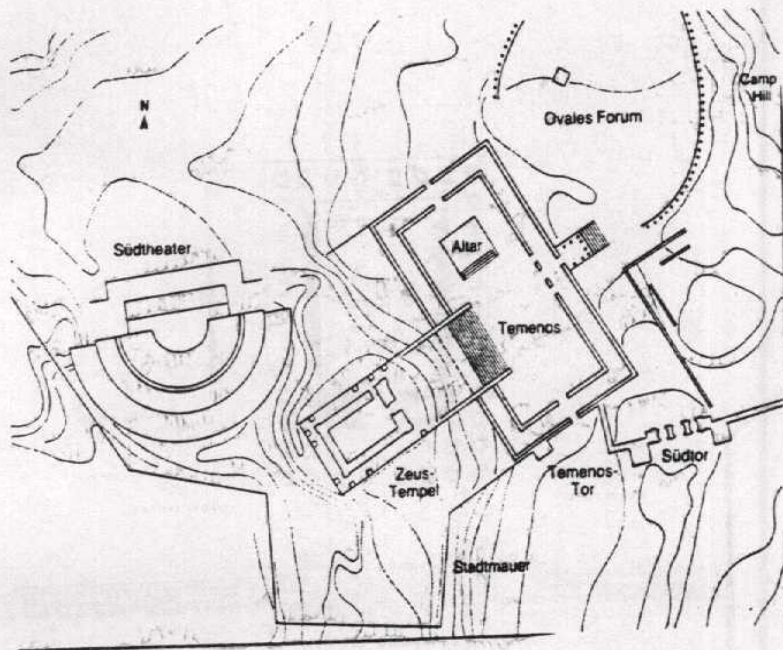 Camp
Hill
N
Ovales Forum
Südtheater
Altar
Temenos
Zeus-
Tempel
Temenos-
Tor
Südtor
Stadtmauer